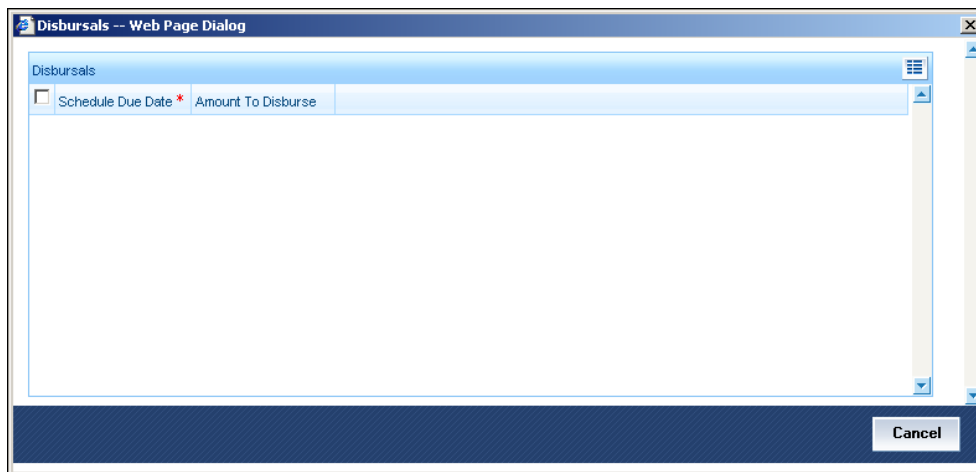 Disbursals -- Web Page Dialog
Disbursals
Schedule Due Date * Amount To Disburse
Cancel